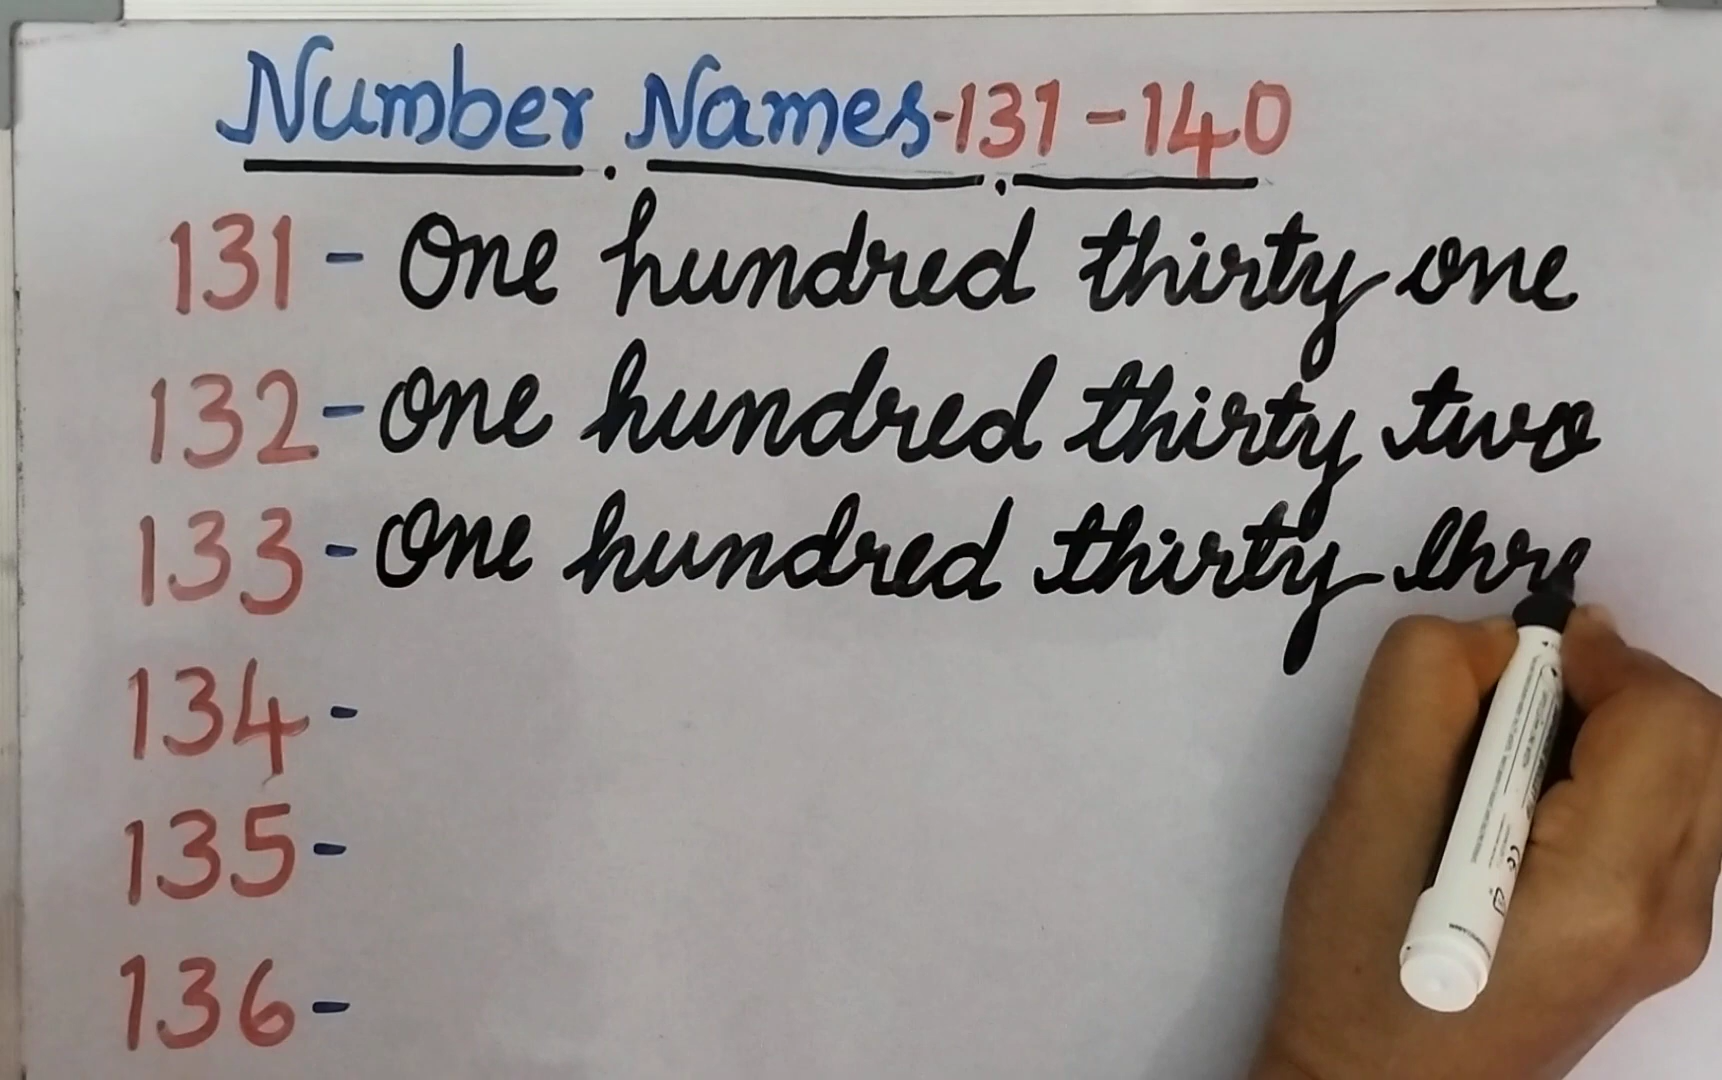 Number Names-131-140
131 - One hundred thirty one
132 - One hundred thirty two
133 - One hundred thirty thre
134 -
135 -
136 -